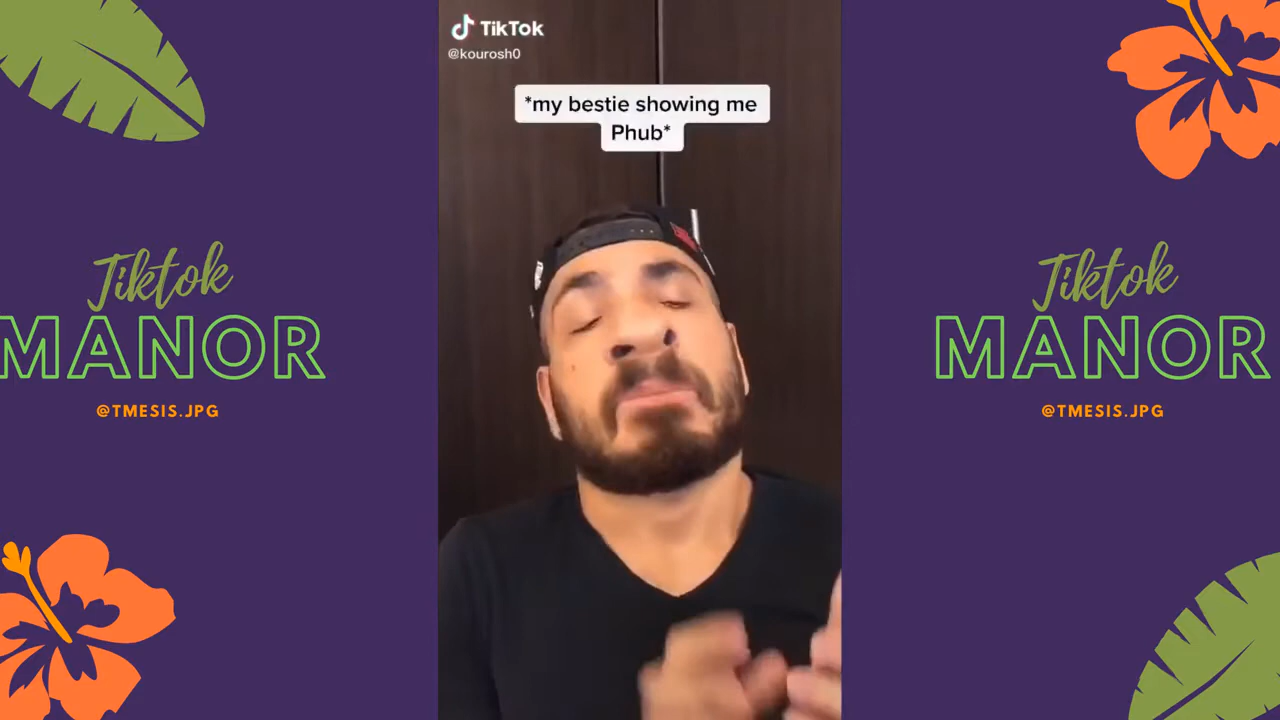 TikTok
@kourosh0
*my bestie showing me
Phub*
Tiktok
MANOR
@TMESIS.JPG
Tiktok
MANOR
@TMESIS.JPG